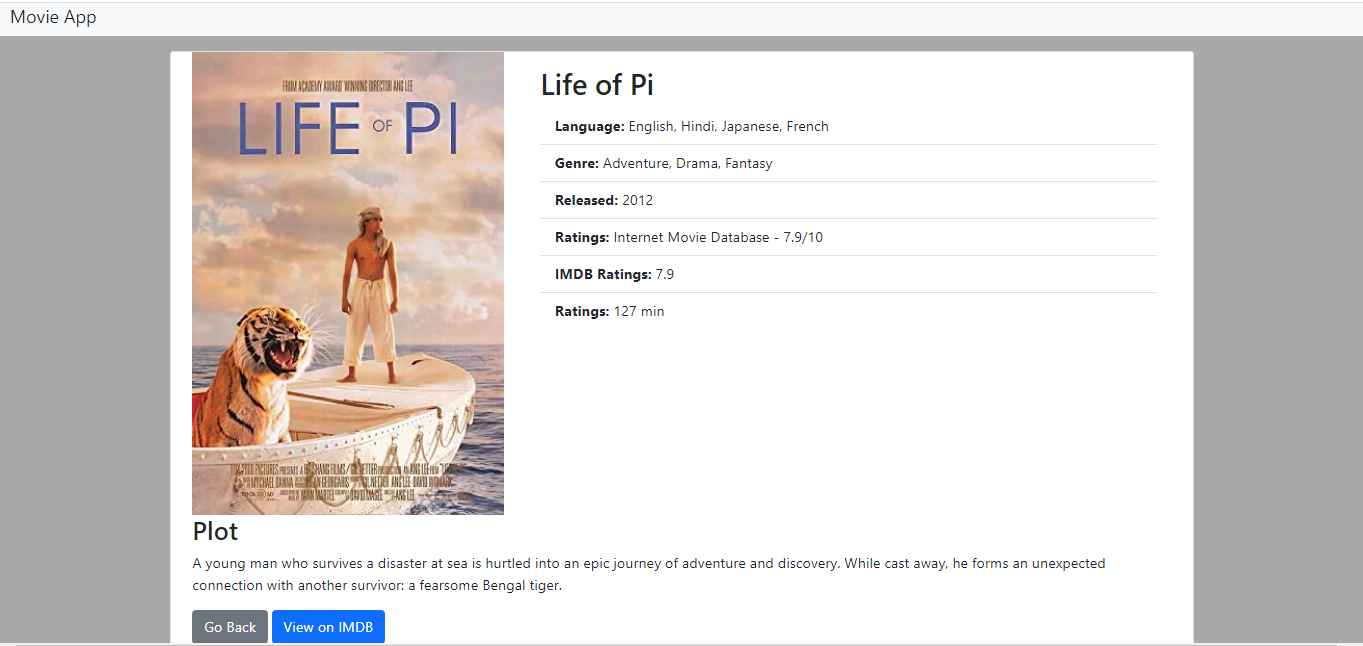 Movie App
FROM ACADEMY AWARD WINNING DIRECTOR ANG LEE
LIFE OF PI
Life of Pi
Language: English, Hindi, Japanese, French
Genre: Adventure, Drama, Fantasy
Released: 2012
Ratings: Internet Movie Database - 7.9/10
IMDB Ratings: 7.9
Ratings: 127 min
Plot
A young man who survives a disaster at sea is hurtled into an epic journey of adventure and discovery. While cast away, he forms an unexpected
connection with another survivor: a fearsome Bengal tiger.
Go Back
View on IMDB